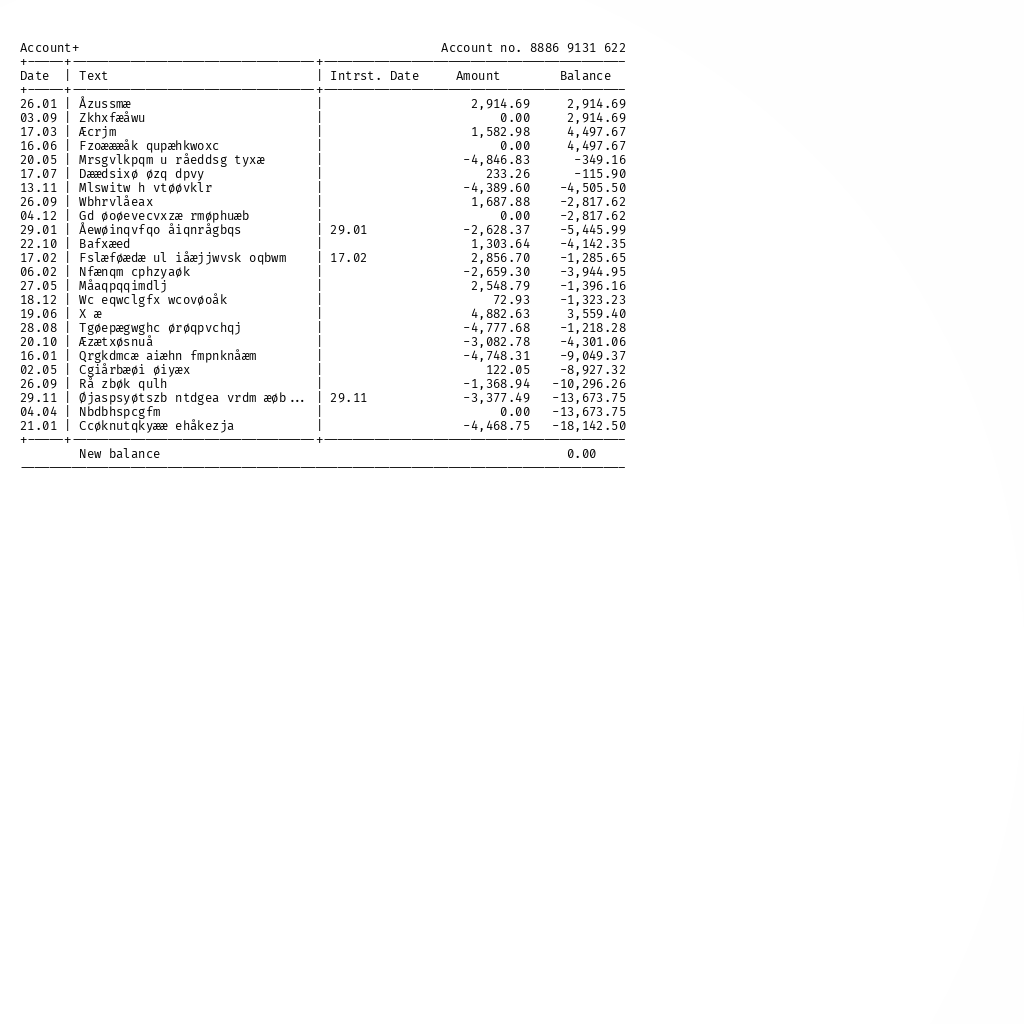 Account+ Account no. 8886 9131 622
Date | Text | Intrst. Date Amount Balance
26.01 | Åzussmæ | 2,914.69 2,914.69
03.09 | Zkhxfæåwu | 0.00 2,914.69
17.03 | Æcrjm | 1,582.98 4,497.67
16.06 | Fzoæææåk qupæhkwoxc | 0.00 4,497.67
20.05 | Mrsgvlkpqm u råeddsg tyxæ | -4,846.83 -349.16
17.07 | Dæædsixø øzq dpvy | 233.26 -115.90
13.11 | Mlswitw h vtøøvklr | -4,389.60 -4,505.50
26.09 | Wbhrvlåeax | 1,687.88 -2,817.62
04.12 | Gd øoøevecvxzæ rmøphuæb | 0.00 -2,817.62
29.01 | Åewøinqvfqo åiqnrågbqs | 29.01 -2,628.37 -5,445.99
22.10 | Bafxæed | 1,303.64 -4,142.35
17.02 | Fslæføædæ ul iåæjjwvsk oqbwm | 17.02 2,856.70 -1,285.65
06.02 | Nfænqm cphzyaøk | -2,659.30 -3,944.95
27.05 | Måaqpqqimdlj | 2,548.79 -1,396.16
18.12 | Wc eqwclgfx wcovøoåk | 72.93 -1,323.23
19.06 | X æ | 4,882.63 3,559.40
28.08 | Tgøepægwghc ørøqpvchqj | -4,777.68 -1,218.28
20.10 | Æzætxøsnuå | -3,082.78 -4,301.06
16.01 | Qrgkdmcæ aiæhn fmpnknåæm | -4,748.31 -9,049.37
02.05 | Cgiårbæøi øiyæx | 122.05 -8,927.32
26.09 | Rå zbøk qulh | -1,368.94 -10,296.26
29.11 | Øjaspsyøtszb ntdgea vrdm æøb... | 29.11 -3,377.49 -13,673.75
04.04 | Nbdbhspcgfm | 0.00 -13,673.75
21.01 | Ccøknutqkyææ ehåkezja | -4,468.75 -18,142.50
New balance 0.00